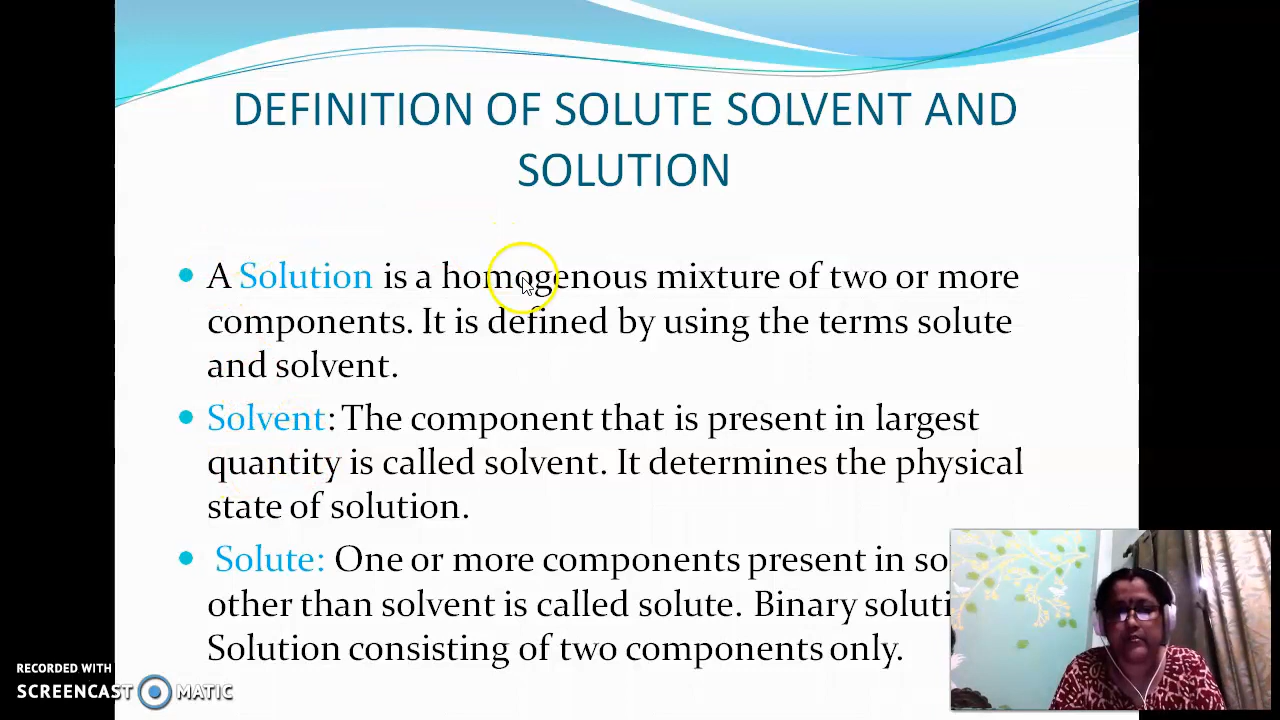 DEFINITION OF SOLUTE SOLVENT AND
SOLUTION
• A Solution is a homogenous mixture of two or more
components. It is defined by using the terms solute
and solvent.
• Solvent: The component that is present in largest
quantity is called solvent. It determines the physical
state of solution.
• Solute: One or more components present in
other than solvent is called solute. Binary
Solution consisting of two components only.
RECORDED WITH
SCREENCAST MATIC